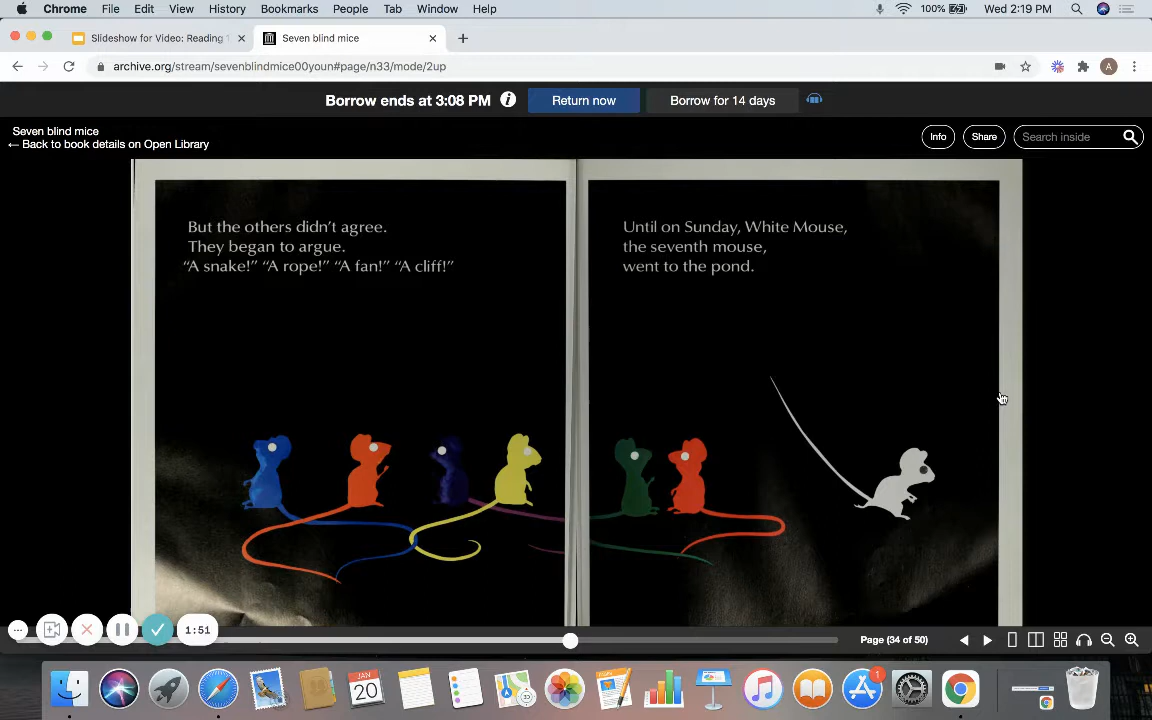 Chrome File Edit View History Bookmarks People Tab Window Help 100% Wed 2:19 PM
Slideshow for Video: Reading Seven blind mice
archive.org/stream/sevenblindmice00youn#page/n33/mode/2up A
Borrow ends at 3:08 PM i Return now Borrow for 14 days
Seven blind mice
← Back to book details on Open Library
Info Share Search inside
But the others didn't agree.
They began to argue.
“A snake!” “A rope!” “A fan!” “A cliff!”
Until on Sunday, White Mouse,
the seventh mouse,
went to the pond.
1:51
Page (34 of 50)
JAN
20
1